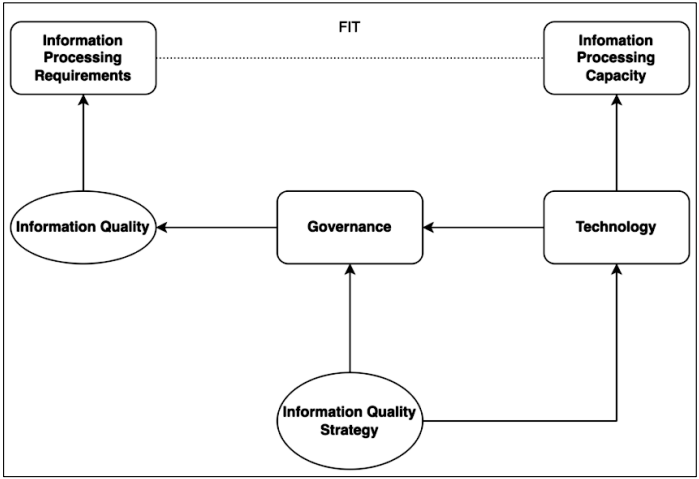 FIT
Information
Processing
Requirements
Infomation
Processing
Capacity
Information Quality
Governance
Technology
Information Quality
Strategy